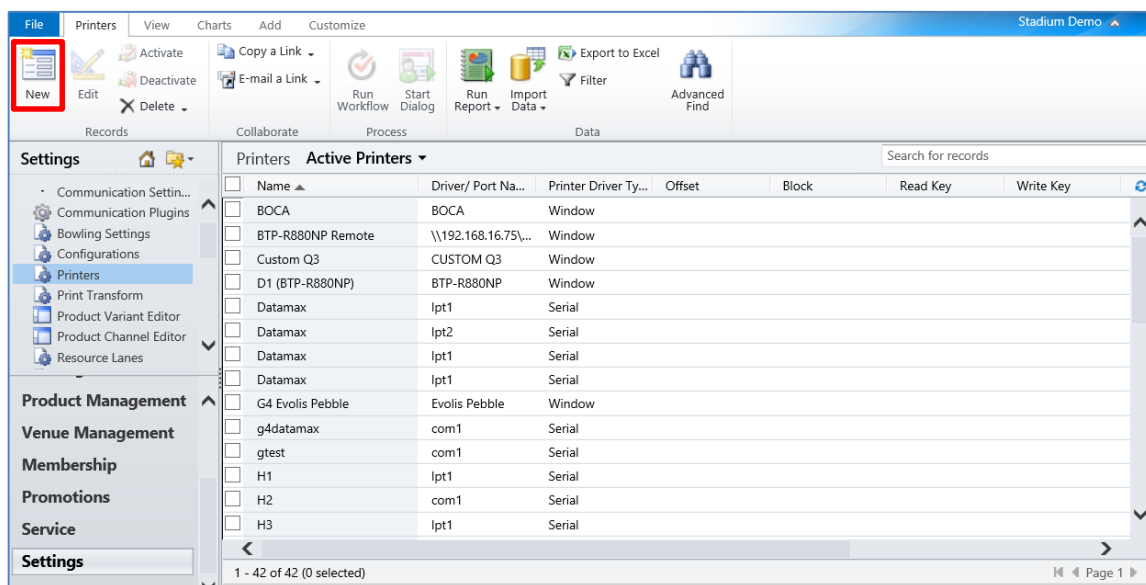 File Printers View Charts Add Customize Stadium Demo
New
Edit
Activate
Deactivate
Delete
Records
Copy a Link
E-mail a Link
Collaborate
Run Workflow
Start Dialog
Process
Run Report
Import Data
Export to Excel
Filter
Advanced Find
Data
Settings
Communication Settin...
Communication Plugins
Bowling Settings
Configurations
Printers
Print Transform
Product Variant Editor
Product Channel Editor
Resource Lanes
Product Management
Venue Management
Membership
Promotions
Service
Settings
Printers Active Printers Search for records
Name Driver/ Port Na... Printer Driver Ty... Offset Block Read Key Write Key
BOCA BOCA Window
BTP-R880NP Remote \\192.168.16.75\... Window
Custom Q3 CUSTOM Q3 Window
D1 (BTP-R880NP) BTP-R880NP Window
Datamax lpt1 Serial
Datamax lpt2 Serial
Datamax lpt1 Serial
Datamax lpt1 Serial
G4 Evolis Pebble Evolis Pebble Window
g4datamax com1 Serial
gtest com1 Serial
H1 lpt1 Serial
H2 com1 Serial
H3 lpt1 Serial
1 - 42 of 42 (0 selected) Page 1